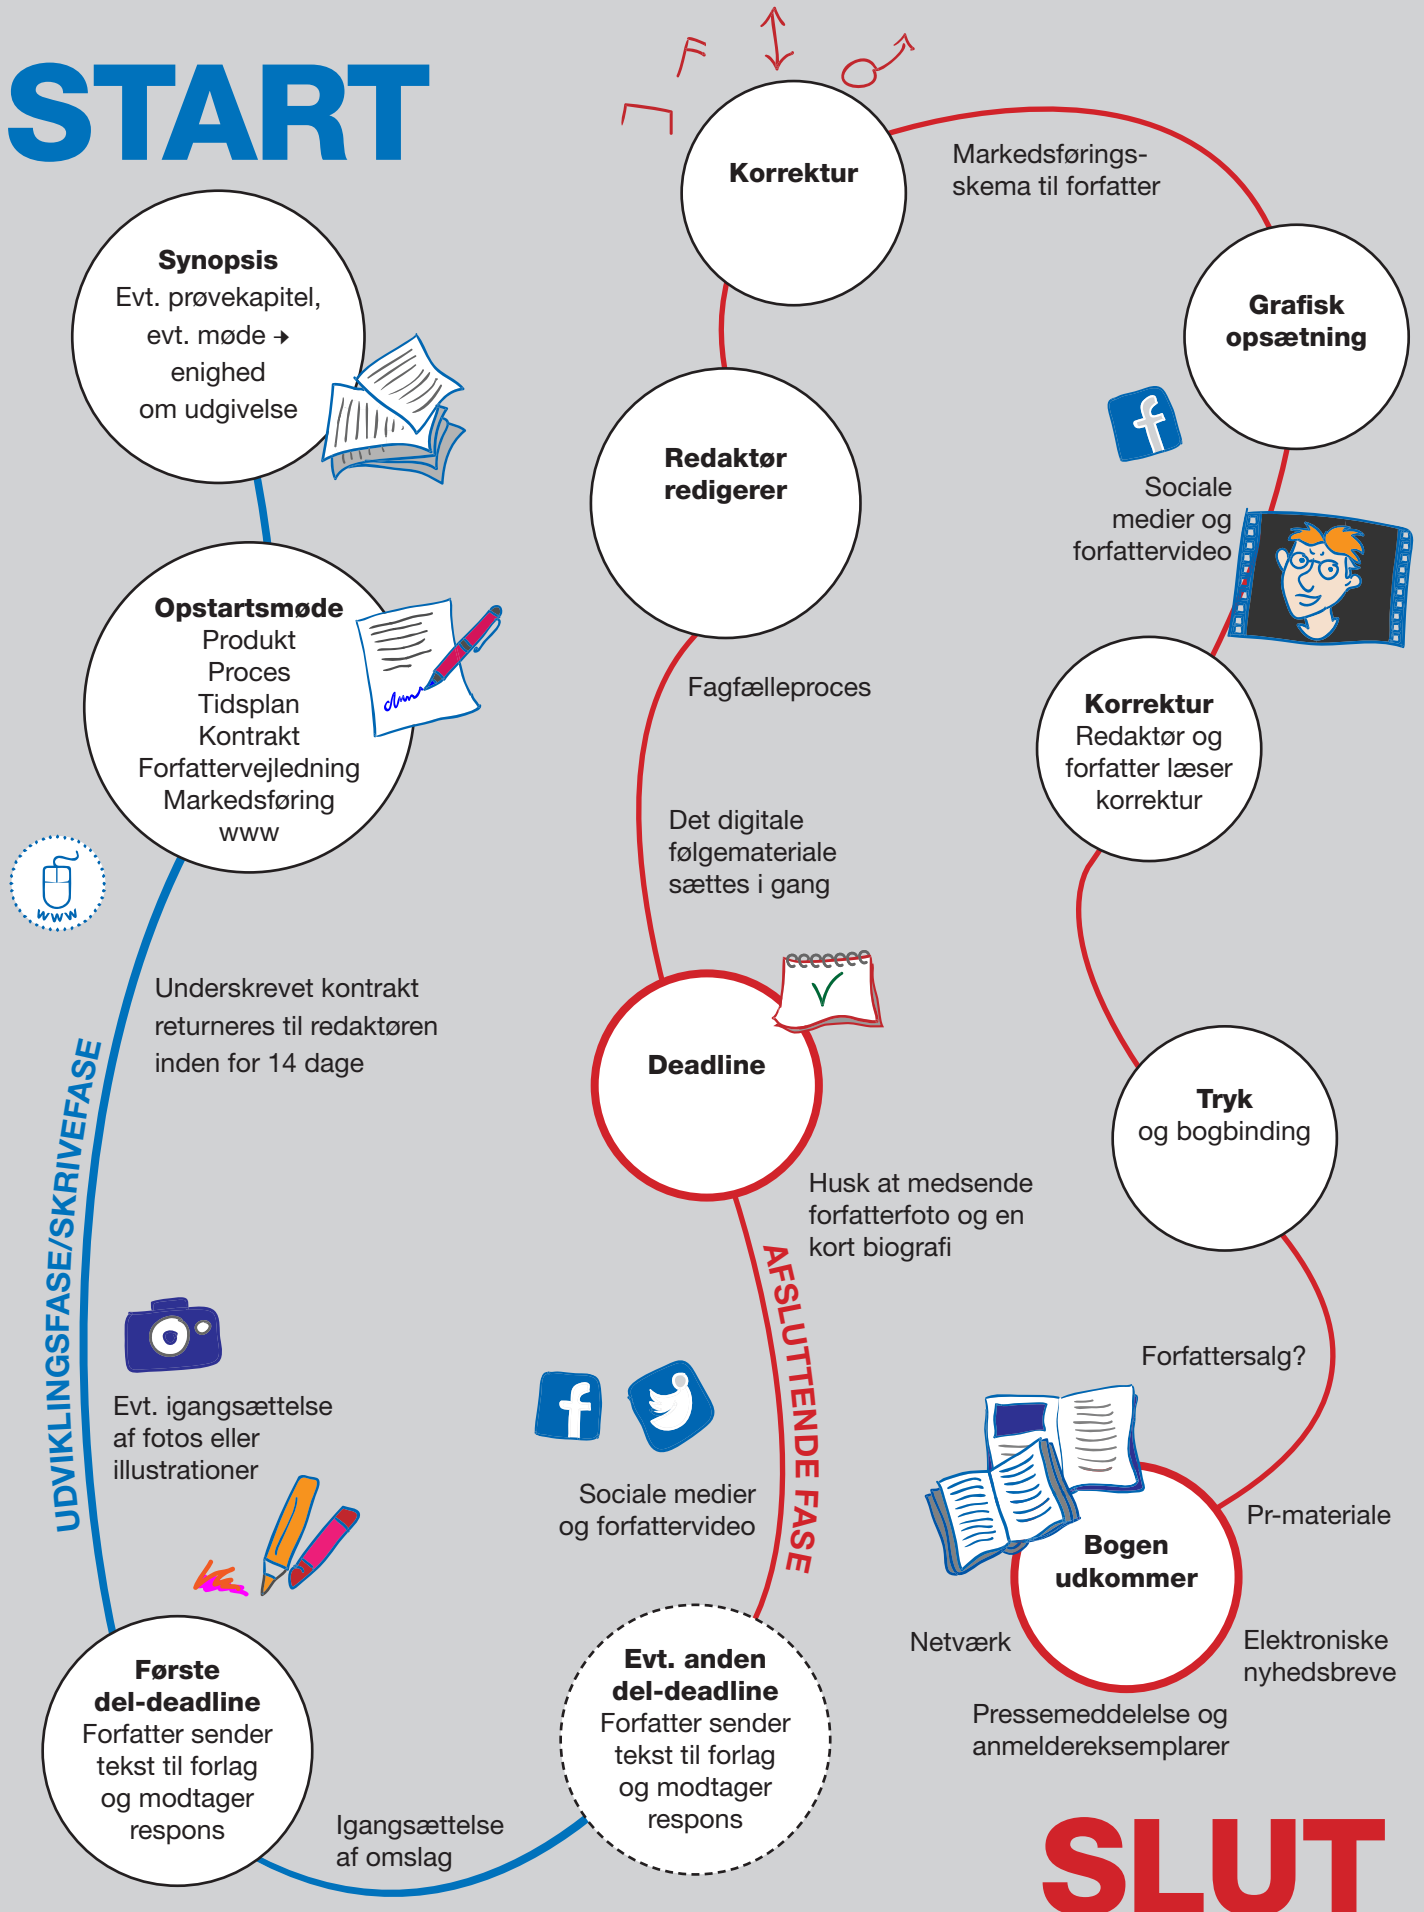 START
Synopsis
Evt. prøvekapitel,
evt. møde →
enighed
om udgivelse
Opstartsmøde
Produkt
Proces
Tidsplan
Kontrakt
Forfattervejledning
Markedsføring
www
www
Underskrevet kontrakt
returneres til redaktøren
inden for 14 dage
UDVIKLINGSFASE/SKRIVEFASE
Evt. igangsættelse
af fotos eller
illustrationer
Første
del-deadline
Forfatter sender
tekst til forlag
og modtager
respons
Igangsættelse
af omslag
Evt. anden
del-deadline
Forfatter sender
tekst til forlag
og modtager
respons
Sociale medier
og forfattervideo
AFSLUTTENDE FASE
Husk at medsende
forfatterfoto og en
kort biografi
Deadline
Det digitale
følgemateriale
sættes i gang
Fagfælleproces
Redaktør
redigerer
Korrektur
Markedsførings-
skema til forfatter
Grafisk
opsætning
Sociale
medier og
forfattervideo
Korrektur
Redaktør og
forfatter læser
korrektur
Tryk
og bogbinding
Forfattersalg?
Pr-materiale
Bogen
udkommer
Netværk
Elektroniske
nyhedsbreve
Pressemeddelelse og
anmeldereksemplarer
SLUT